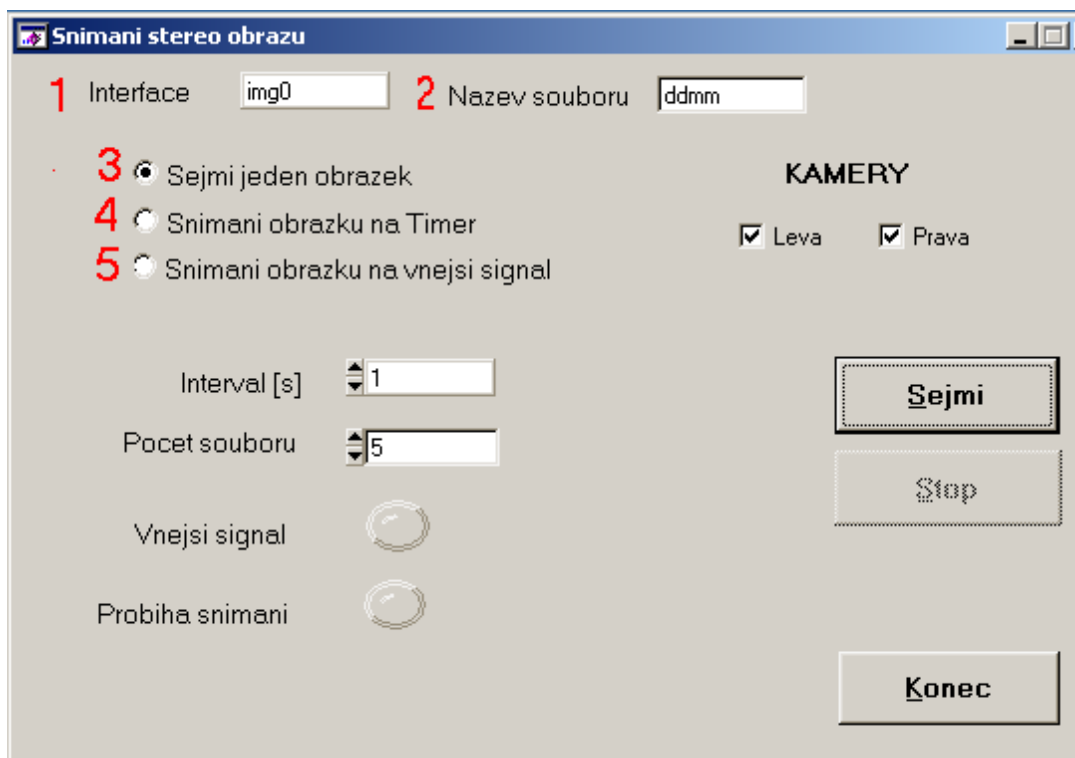 Snimani stereo obrazu
1 Interface img0 2 Nazev souboru ddmm
3 Sejmi jeden obrazek
KAMERY
4 Snimani obrazku na Timer
Leva Prava
5 Snimani obrazku na vnejsi signal
Interval [s] 1
Sejmi
Pocet souboru 5
Stop
Vnejsi signal
Probiha snimani
Konec